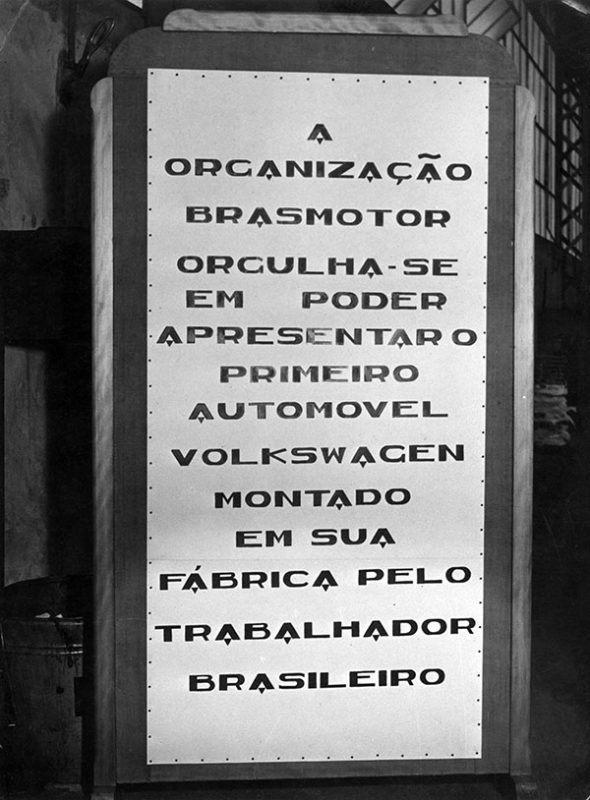 A
ORGANIZAÇÃO
BRASMOTOR
ORGULHA-SE
EM PODER
APRESENTAR O
PRIMEIRO
AUTOMOVEL
VOLKSWAGEN
MONTADO
EM SUA
FÁBRICA PELO
TRABALHADOR
BRASILEIRO